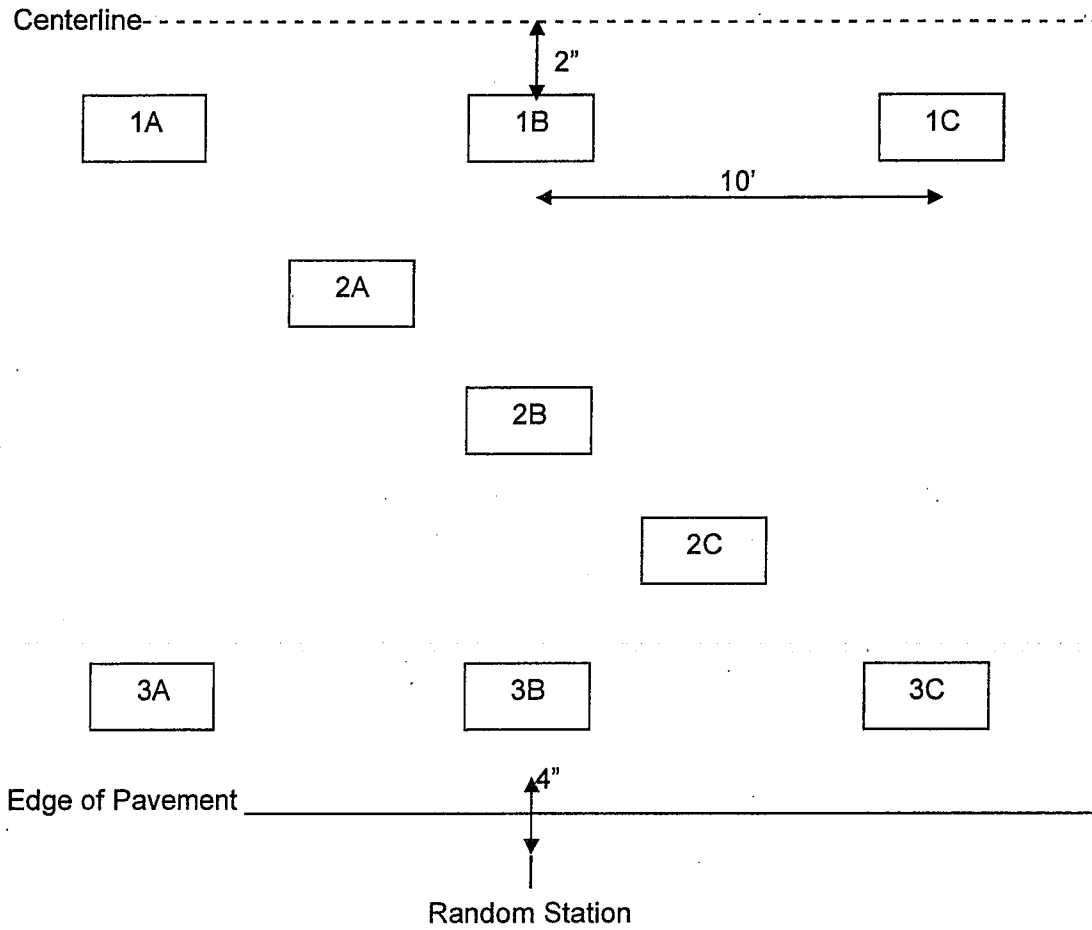 Centerline
2”
1A
1B
1C
10’
2A
2B
2C
3A
3B
3C
4”
Edge of Pavement
Random Station